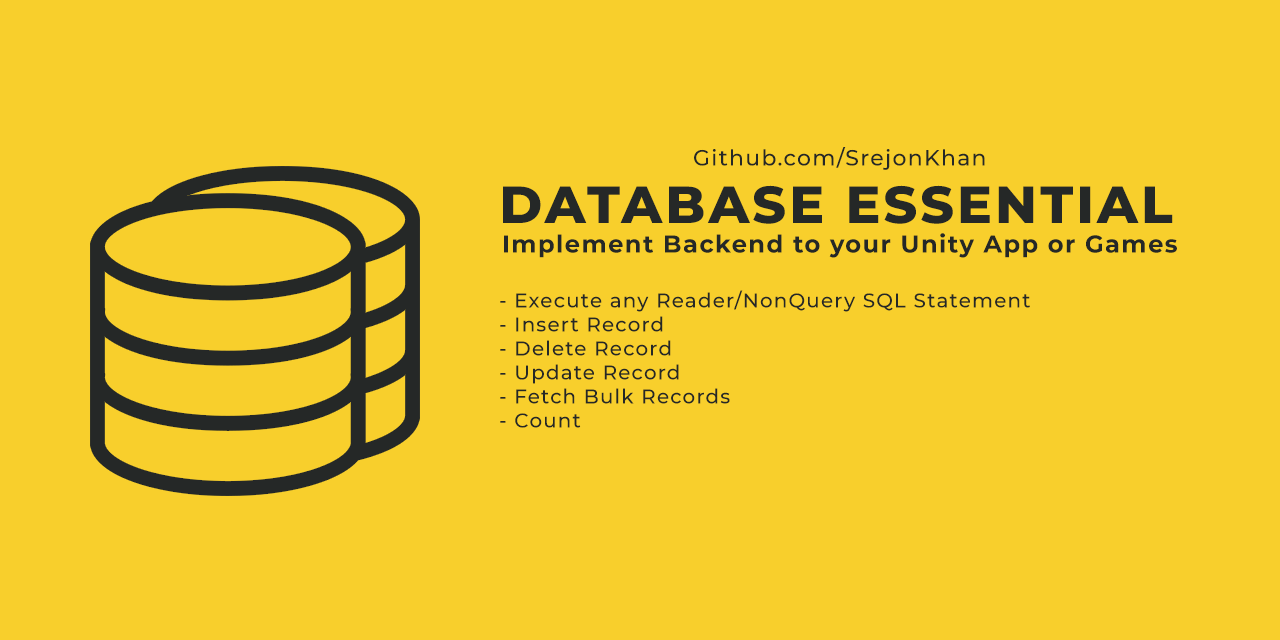 Github.com/SrejonKhan
DATABASE ESSENTIAL
Implement Backend to your Unity App or Games
- Execute any Reader/NonQuery SQL Statement
- Insert Record
- Delete Record
- Update Record
- Fetch Bulk Records
- Count